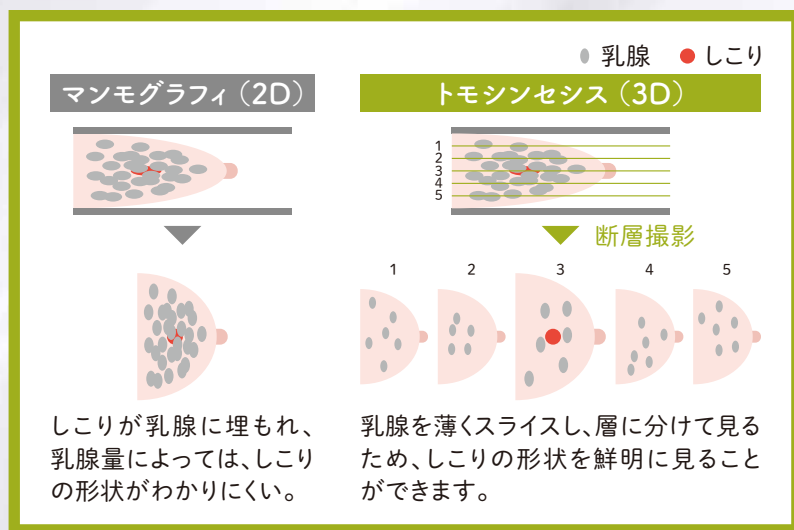 乳腺 しこり
マンモグラフィ（2D）
1
2
3
4
5
しこりが乳腺に埋もれ、
乳腺量によっては、しこり
の形状がわかりにくい。
トモシンセシス（3D）
1
2
3
4
5
断層撮影
1 2 3 4 5
乳腺を薄くスライスし、層に分けて見る
ため、しこりの形状を鮮明に見ること
ができます。